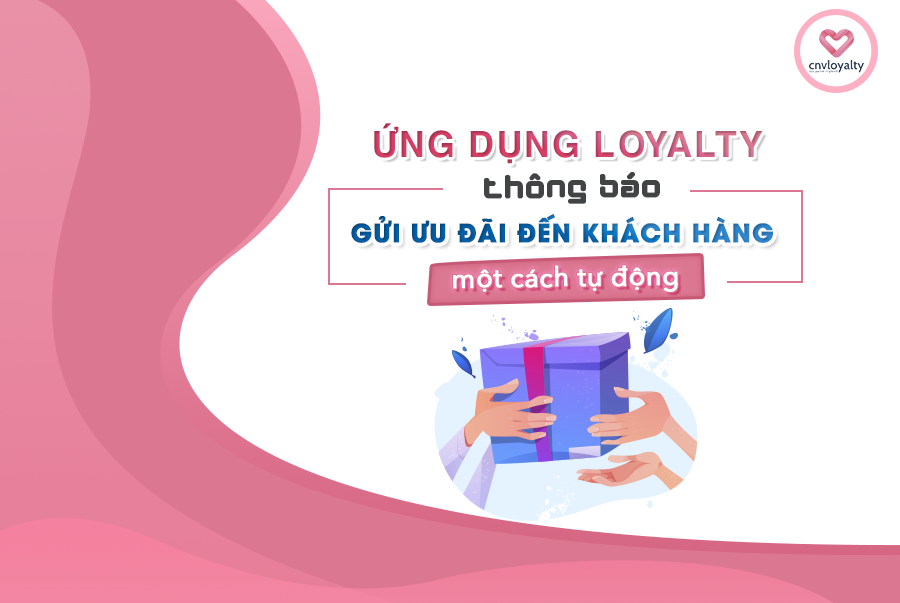 cnvloyalty
ỨNG DỤNG LOYALTY
thông báo
GỬI ƯU ĐÃI ĐẾN KHÁCH HÀNG
một cách tự động